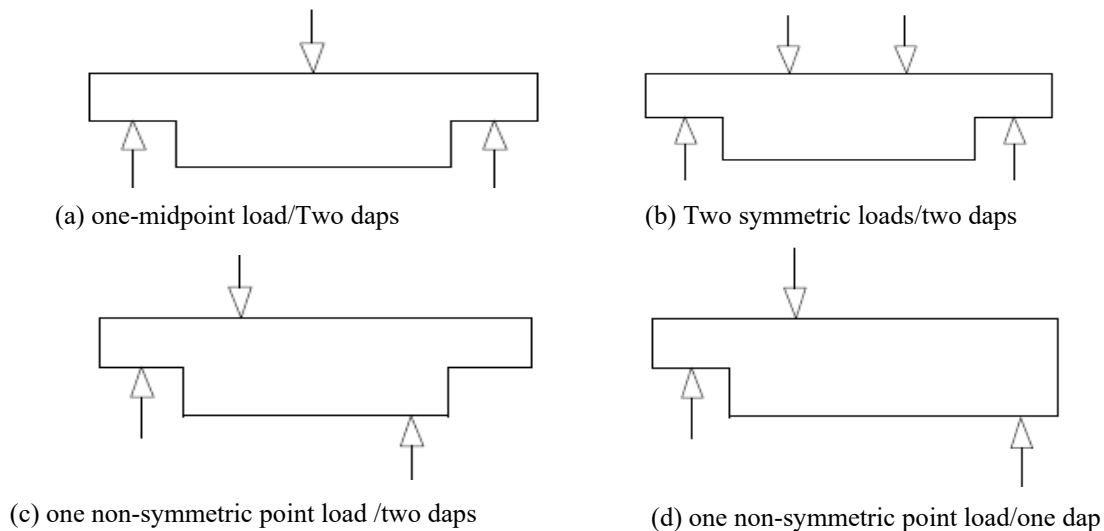 (a) one-midpoint load/Two daps
(b) Two symmetric loads/two daps
(c) one non-symmetric point load /two daps
(d) one non-symmetric point load/one dap